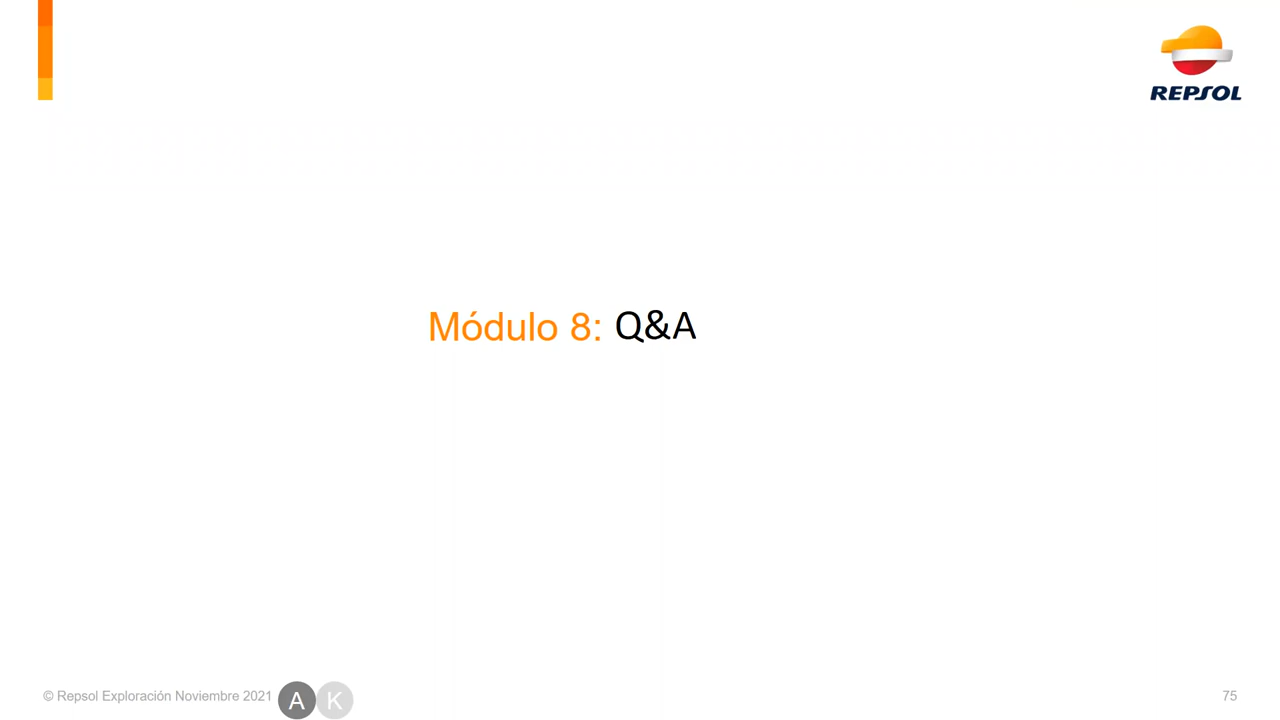 REPSOL
Módulo 8: Q&A
© Repsol Exploración Noviembre 2021
A K
75